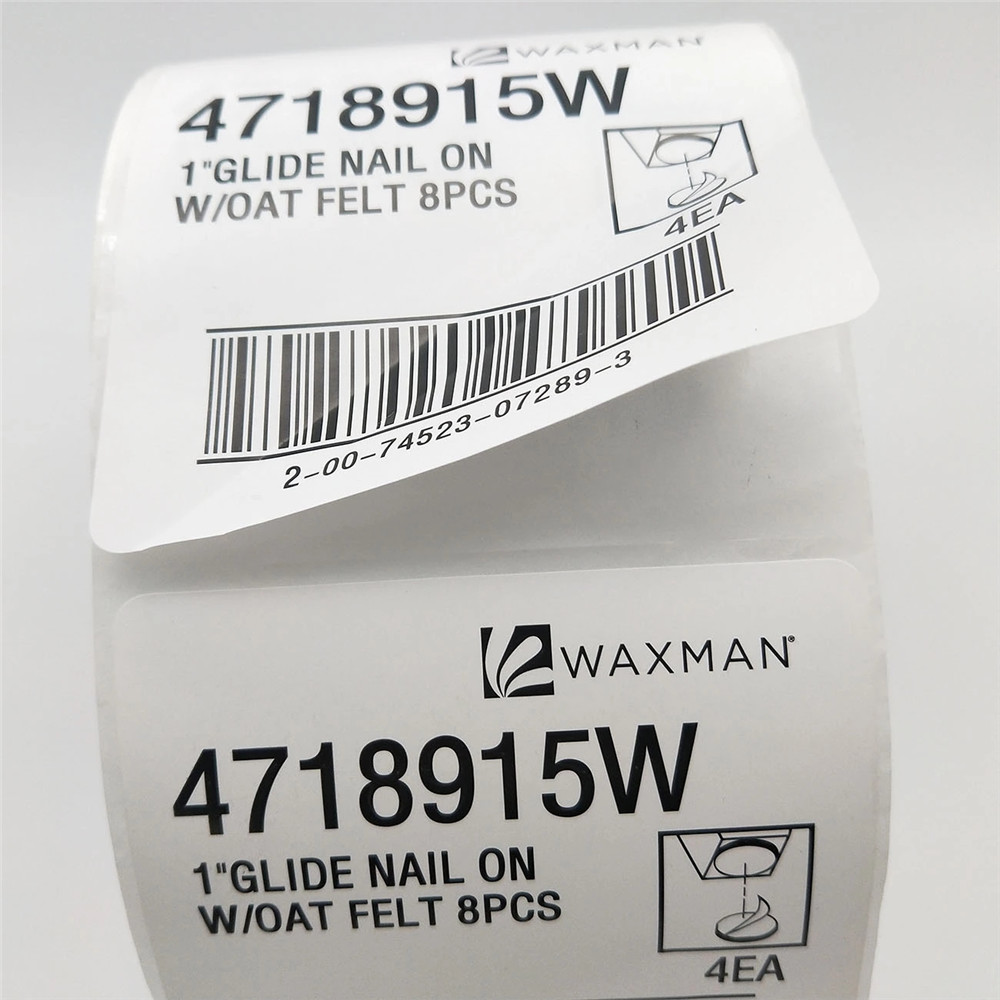 WAXMAN
4718915W
1"GLIDE NAIL ON
W/OAT FELT 8PCS
4EA
2-00-74523-07289-3
WAXMAN®
4718915W
1"GLIDE NAIL ON
W/OAT FELT 8PCS
4EA